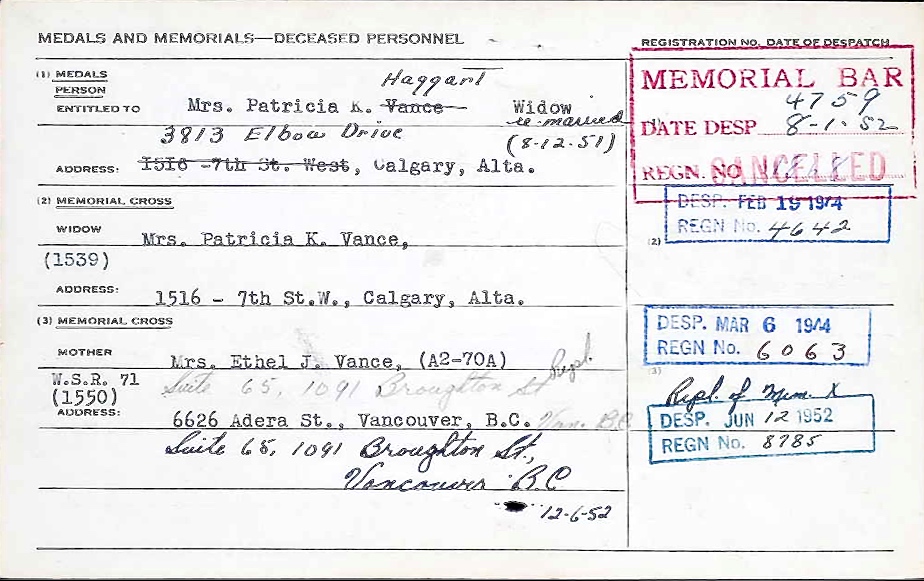 MEDALS AND MEMORIALS—DECEASED PERSONNEL
REGISTRATION NO. DATE OF DESPATCH
(1) MEDALS
PERSON
ENTITLED TO
Haggart
Mrs. Patricia K. Vance Widow
re-married
3813 Elbow Drive (8-12-51)
ADDRESS: 1516 -7th St. West, Calgary, Alta.
MEMORIAL BAR
4759
DATE DESP 8-1-52
REGN. NO
CANCELLED
(2) MEMORIAL CROSS
WIDOW
Mrs. Patricia K. Vance,
(1539)
ADDRESS: 1516 - 7th St.W., Calgary, Alta.
DESP. FEB 19 1944
REGN No. 4642
(2)
(3) MEMORIAL CROSS
MOTHER
Mrs. Ethel J. Vance, (A2-70A)
Repl.
W.S.R. 71
Suite 65, 1091 Broughton St
(1550)
ADDRESS: 6626 Adera St., Vancouver, B.C. Van. B.C
Suite 65, 1091 Broughton St.,
Vancouver B.C
12-6-52
DESP. MAR 6 1944
REGN No. 6063
(3)
Repl. of Mem. X
DESP. JUN 12 1952
REGN No. 8785